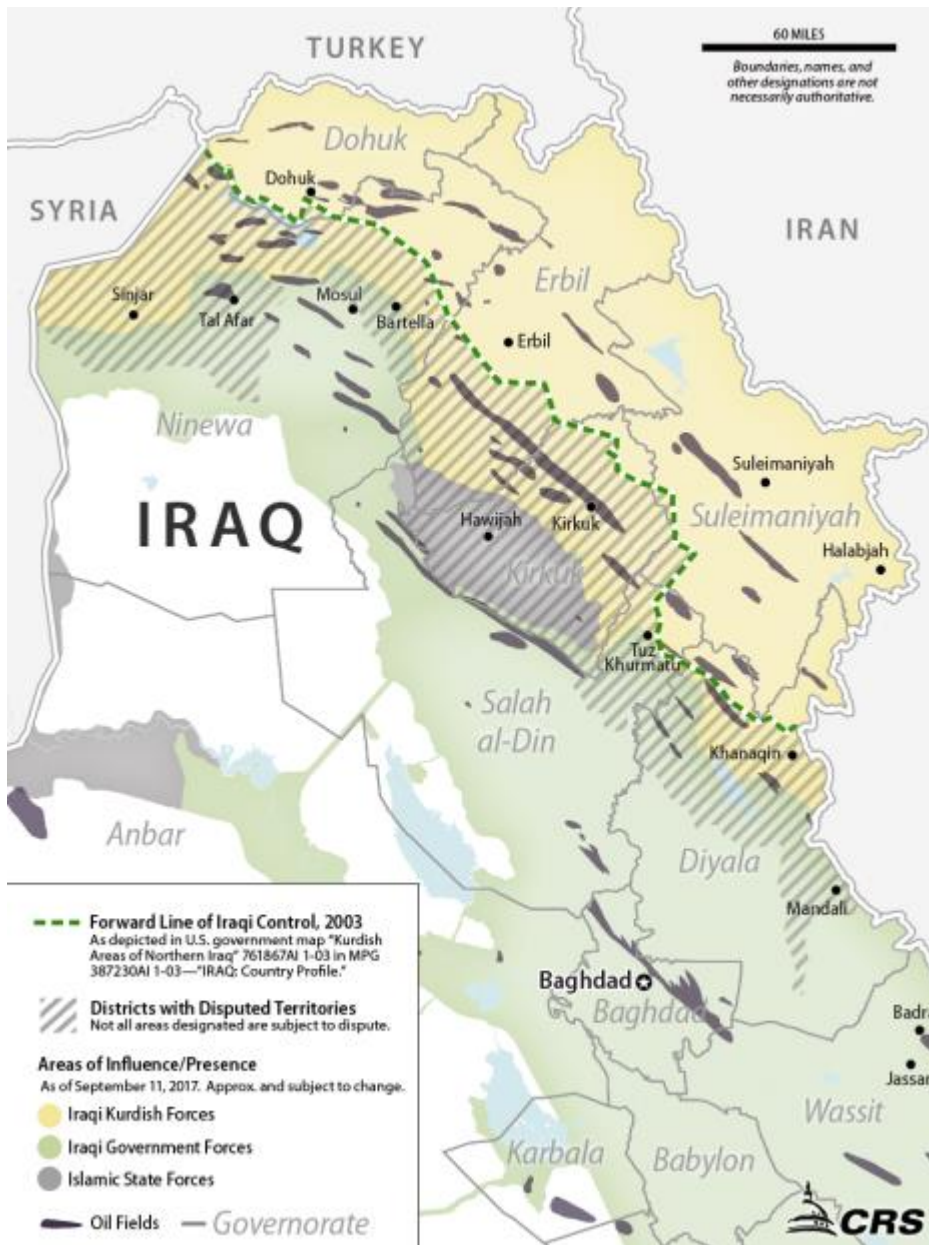 TURKEY
60 MILES
Boundaries, names, and
other designations are not
necessarily authoritative.
Dohuk
Dohuk
SYRIA
IRAN
Erbil
Sinjar
Tal Afar
Mosul
Bartella
Erbil
Ninewa
IRAQ
Suleimaniyah
Suleimaniyah
Hawijah
Kirkuk
Kirkuk
Halabjah
Tuz
Khurmatu
Salah
al-Din
Khanaqin
Anbar
Diyala
Mandali
Baghdad
Baghdad
Badra
Jassan
Wassit
Karbala
Babylon
Forward Line of Iraqi Control, 2003
As depicted in U.S. government map "Kurdish
Areas of Northern Iraq" 761867AI 1-03 in MPG
387230AI 1-03—"IRAQ: Country Profile."
Districts with Disputed Territories
Not all areas designated are subject to dispute.
Areas of Influence/Presence
As of September 11, 2017. Approx. and subject to change.
Iraqi Kurdish Forces
Iraqi Government Forces
Islamic State Forces
Oil Fields
Governorate
CRS